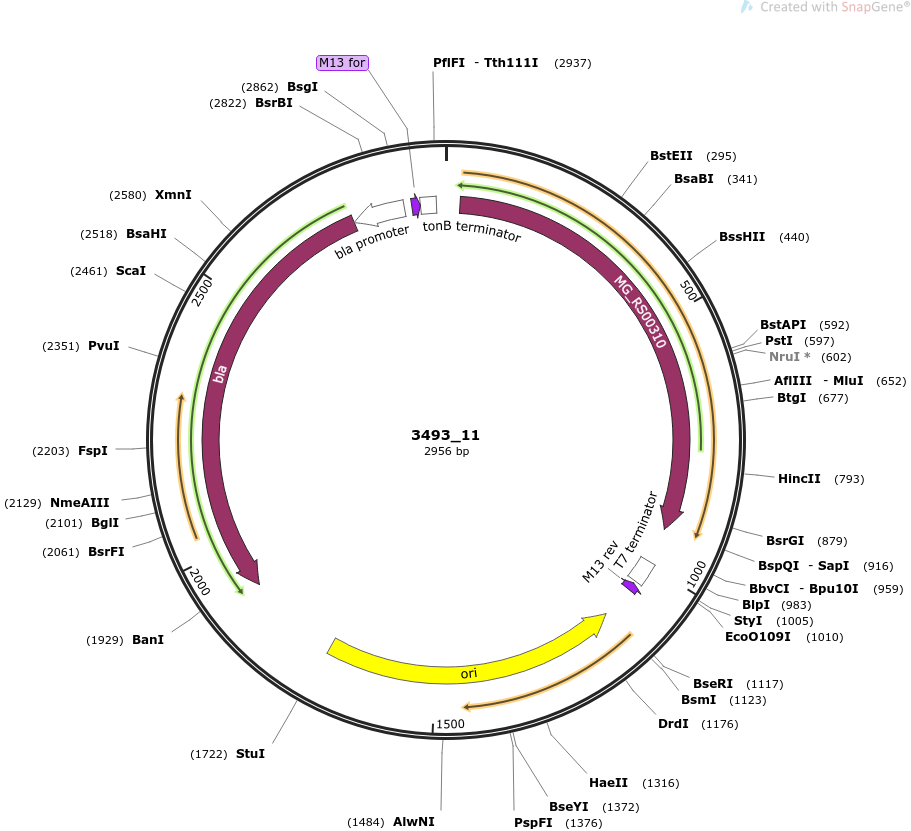 Created with SnapGene®
M13 for
PflFI - Tth111I (2937)
(2862) BsgI
(2822) BsrBI
BstEII (295)
BsaBI (341)
(2580) XmnI
(2518) BsaHI
(2461) ScaI
BssHII (440)
bla promoter
tonB terminator
2500
500
MG_RS00310
(2351) PvuI
BstAPI (592)
PstI (597)
NruI * (602)
AflIII - MluI (652)
BtgI (677)
bla
3493_11
2956 bp
(2203) FspI
HincII (793)
(2129) NmeAIII
(2101) BglI
(2061) BsrFI
BsrGI (879)
BspQI - SapI (916)
T7 terminator
M13 rev
1000
2000
BbvCI - Bpu10I (959)
BlpI (983)
StyI (1005)
EcoO109I (1010)
(1929) BanI
ori
BseRI (1117)
BsmI (1123)
DrdI (1176)
1500
(1722) StuI
HaeII (1316)
BseYI (1372)
(1484) AlwNI
PspFI (1376)